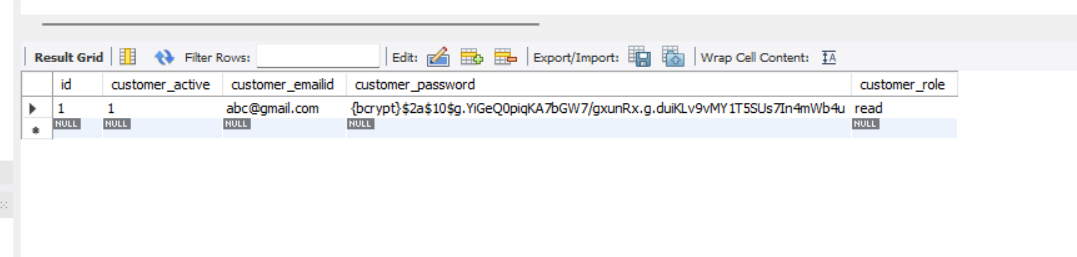 Result Grid Filter Rows: Edit: Export/Import: Wrap Cell Content: IA
id customer_active customer_emailid customer_password customer_role
1 1 abc@gmail.com {bcrypt}$2a$10$g.YiGeQ0piqKA7bGW7/gxunRx.g.duiKLv9vMY1T5SUs7In4mWb4u read
NULL NULL NULL NULL NULL